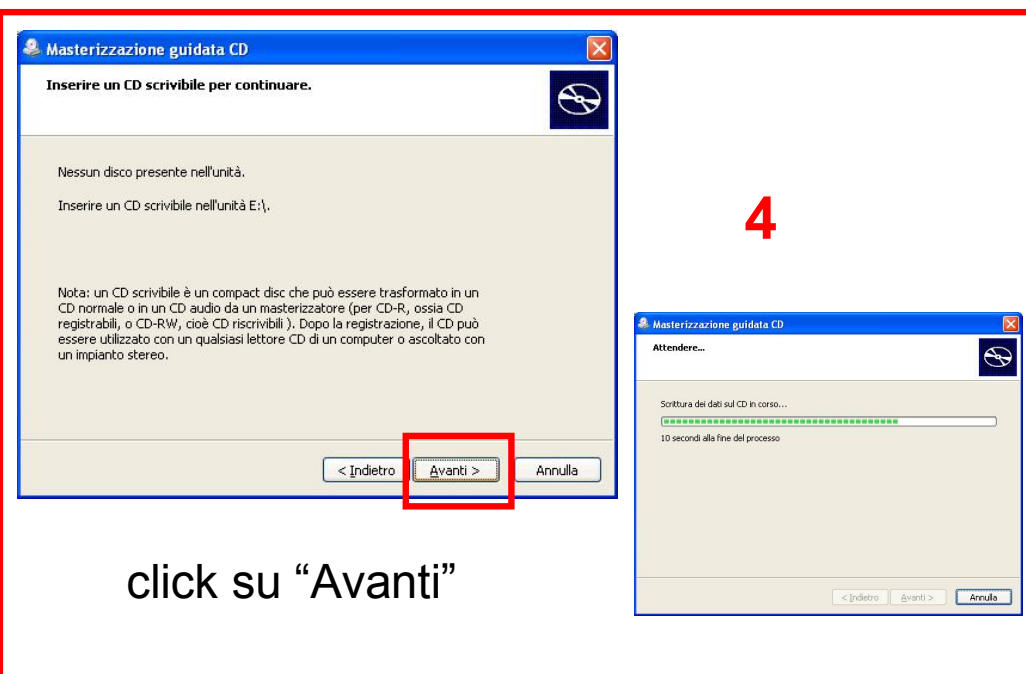 Masterizzazione guidata CD
Inserire un CD scrivibile per continuare.
Nessun disco presente nell'unità.
Inserire un CD scrivibile nell'unità E:\.
Nota: un CD scrivibile è un compact disc che può essere trasformato in un
CD normale o in un CD audio da un masterizzatore (per CD-R, ossia CD
registrabili, o CD-RW, cioè CD riscrivibili ). Dopo la registrazione, il CD può
essere utilizzato con un qualsiasi lettore CD di un computer o ascoltato con
un impianto stereo.
< Indietro Avanti > Annulla
click su “Avanti”
4
Masterizzazione guidata CD
Attendere...
Scrittura dei dati sul CD in corso...
10 secondi alla fine del processo
< Indietro Avanti > Annulla